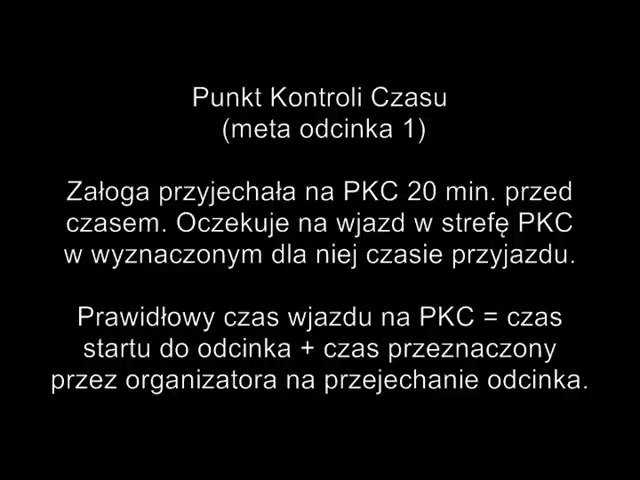 Punkt Kontroli Czasu
(meta odcinka 1)
Załoga przyjechała na PKC 20 min. przed
czasem. Oczekuje na wjazd w strefę PKC
w wyznaczonym dla niej czasie przyjazdu.
Prawidłowy czas wjazdu na PKC = czas
startu do odcinka + czas przeznaczony
przez organizatora na przejechanie odcinka.